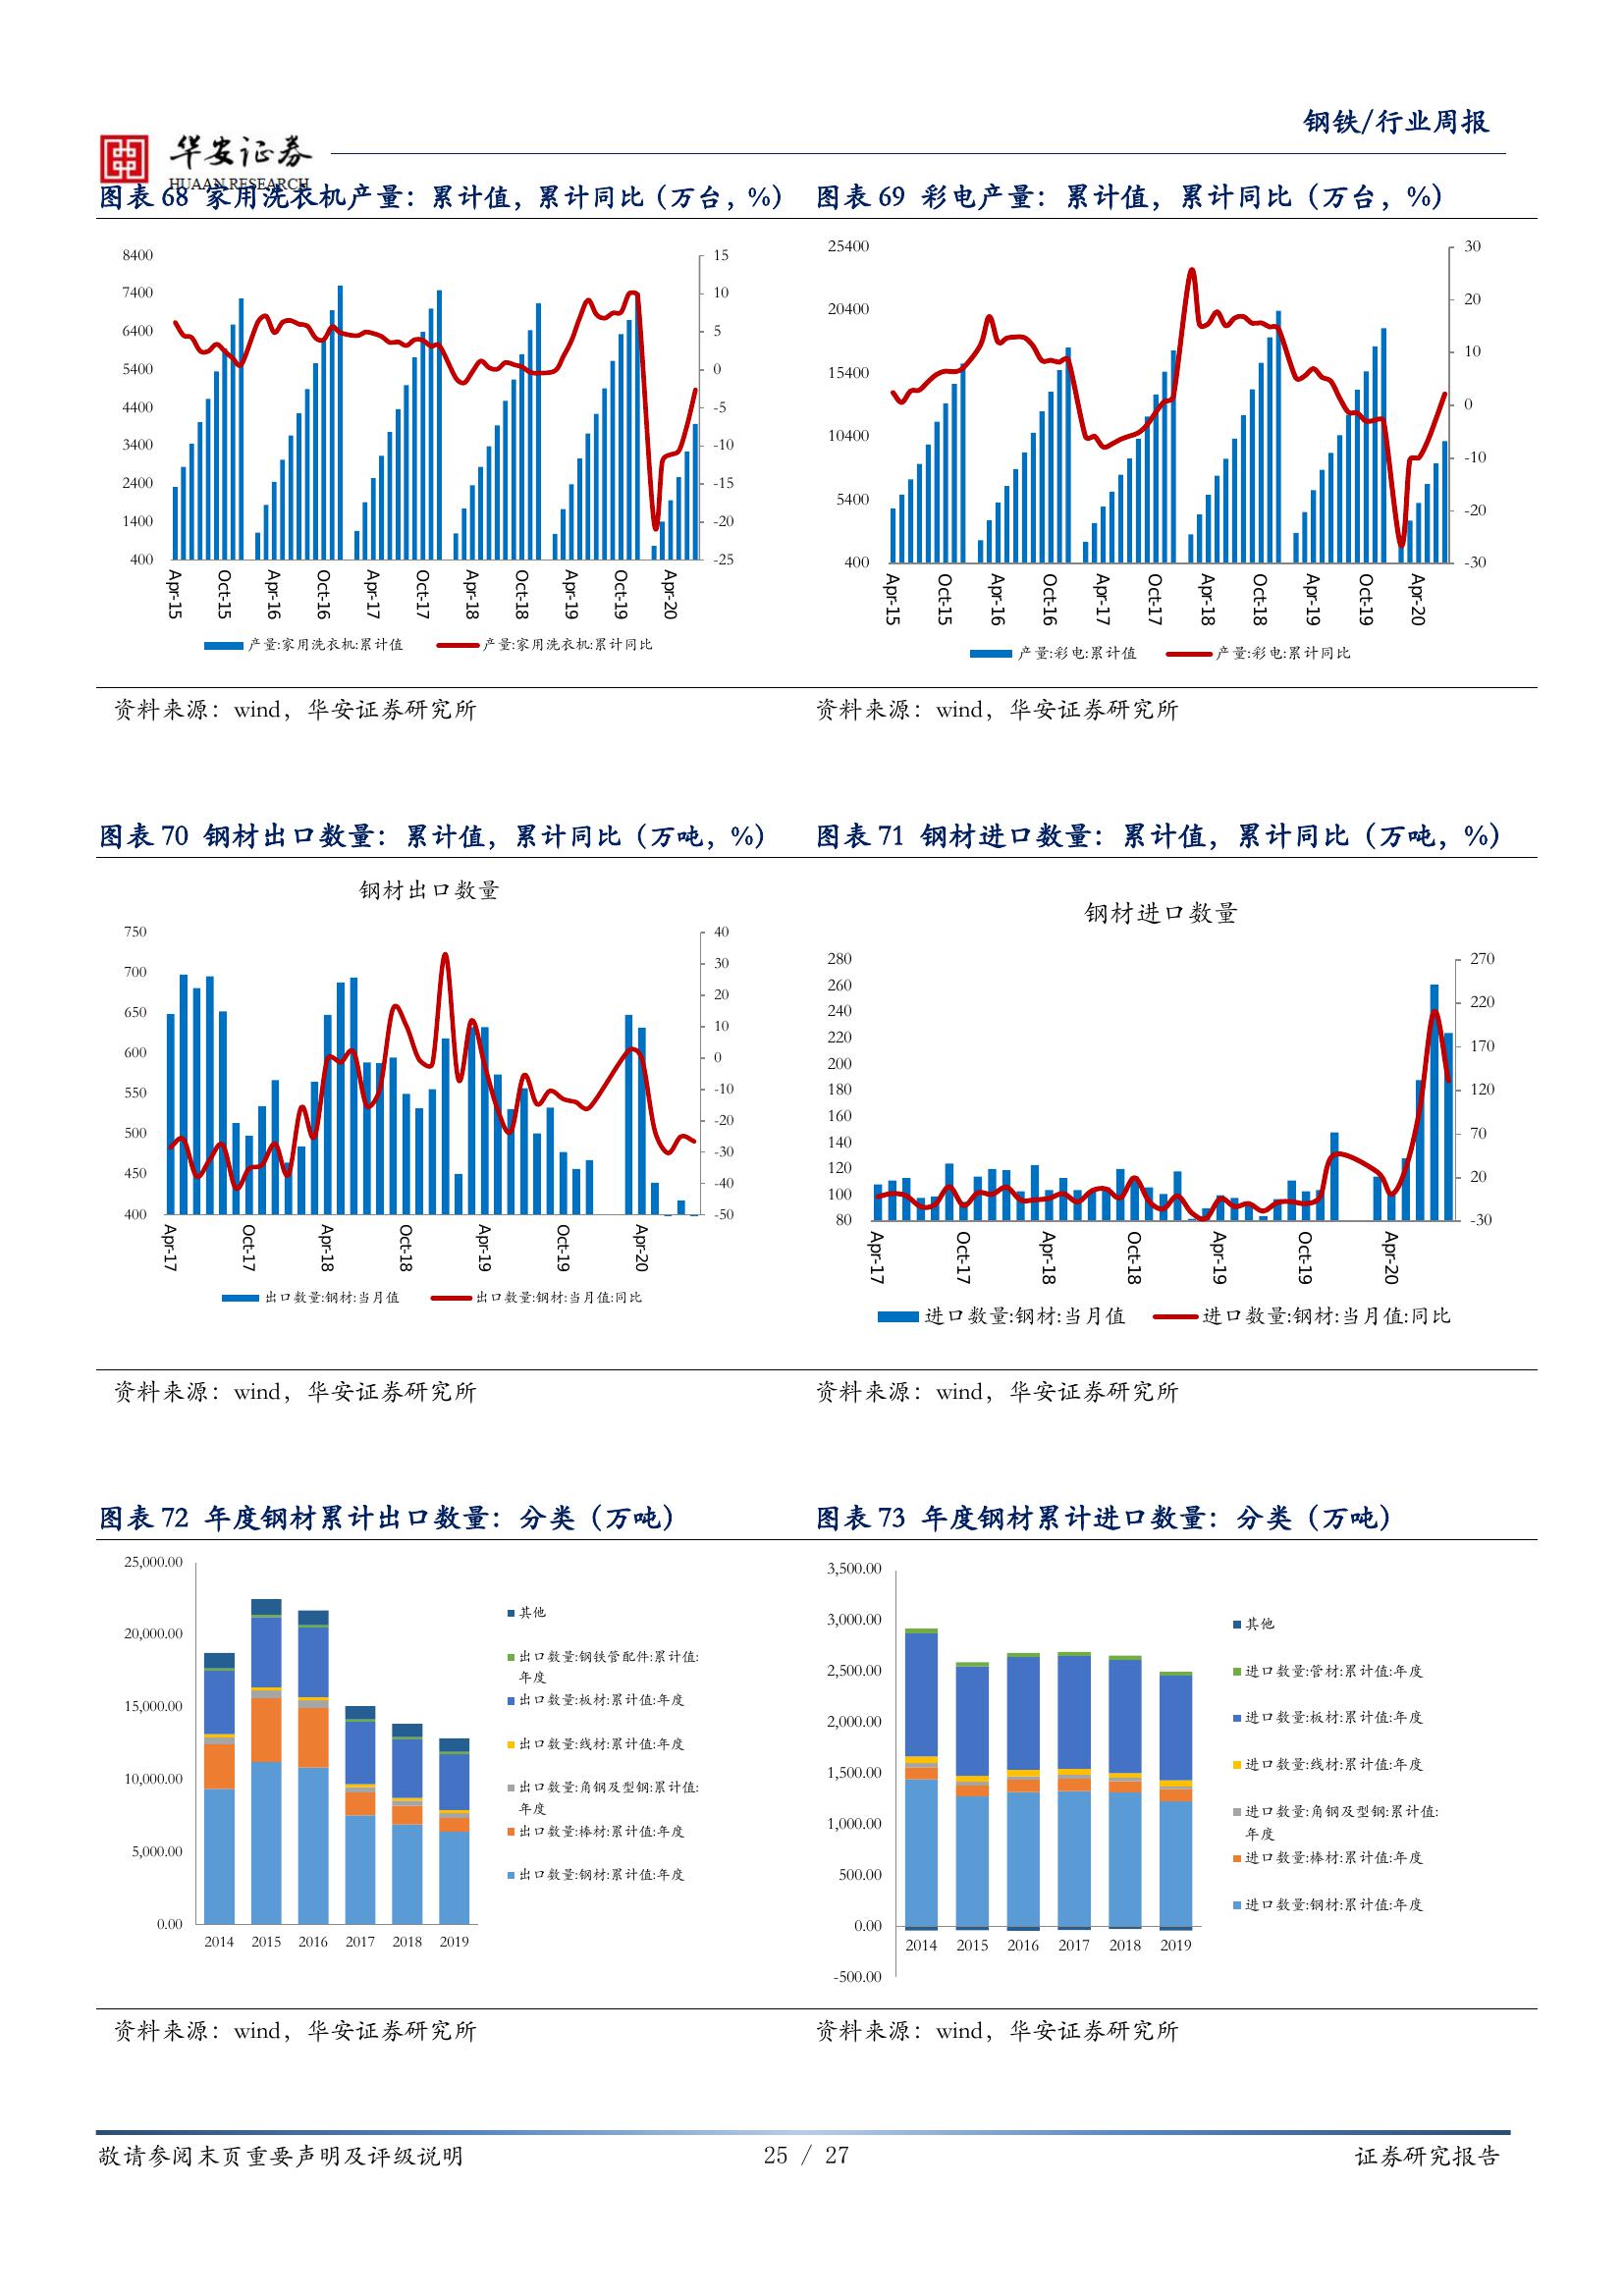 钢铁/行业周报
华安证券
HUAAN RESEARCH
图表 68 家用洗衣机产量：累计值，累计同比（万台，%）
8400
7400
6400
5400
4400
3400
2400
1400
400
15
10
5
0
-5
-10
-15
-20
-25
Apr-15
Oct-15
Apr-16
Oct-16
Apr-17
Oct-17
Apr-18
Oct-18
Apr-19
Oct-19
Apr-20
产量:家用洗衣机:累计值
产量:家用洗衣机:累计同比
图表 69 彩电产量：累计值，累计同比（万台，%）
25400
20400
15400
10400
5400
400
30
20
10
0
-10
-20
-30
Apr-15
Oct-15
Apr-16
Oct-16
Apr-17
Oct-17
Apr-18
Oct-18
Apr-19
Oct-19
Apr-20
产量:彩电:累计值
产量:彩电:累计同比
资料来源：wind，华安证券研究所
资料来源：wind，华安证券研究所
图表 70 钢材出口数量：累计值，累计同比（万吨，%）
钢材出口数量
750
700
650
600
550
500
450
400
40
30
20
10
0
-10
-20
-30
-40
-50
Apr-17
Oct-17
Apr-18
Oct-18
Apr-19
Oct-19
Apr-20
出口数量:钢材:当月值
出口数量:钢材:当月值:同比
图表 71 钢材进口数量：累计值，累计同比（万吨，%）
钢材进口数量
280
260
240
220
200
180
160
140
120
100
80
270
220
170
120
70
20
-30
Apr-17
Oct-17
Apr-18
Oct-18
Apr-19
Oct-19
Apr-20
进口数量:钢材:当月值
进口数量:钢材:当月值:同比
资料来源：wind，华安证券研究所
资料来源：wind，华安证券研究所
图表 72 年度钢材累计出口数量：分类（万吨）
25,000.00
20,000.00
15,000.00
10,000.00
5,000.00
0.00
2014
2015
2016
2017
2018
2019
其他
出口数量:钢铁管配件:累计值:
年度
出口数量:板材:累计值:年度
出口数量:线材:累计值:年度
出口数量:角钢及型钢:累计值:
年度
出口数量:棒材:累计值:年度
出口数量:钢材:累计值:年度
图表 73 年度钢材累计进口数量：分类（万吨）
3,500.00
3,000.00
2,500.00
2,000.00
1,500.00
1,000.00
500.00
0.00
-500.00
2014
2015
2016
2017
2018
2019
其他
进口数量:管材:累计值:年度
进口数量:板材:累计值:年度
进口数量:线材:累计值:年度
进口数量:角钢及型钢:累计值:
年度
进口数量:棒材:累计值:年度
进口数量:钢材:累计值:年度
资料来源：wind，华安证券研究所
资料来源：wind，华安证券研究所
敬请参阅末页重要声明及评级说明
25 / 27
证券研究报告